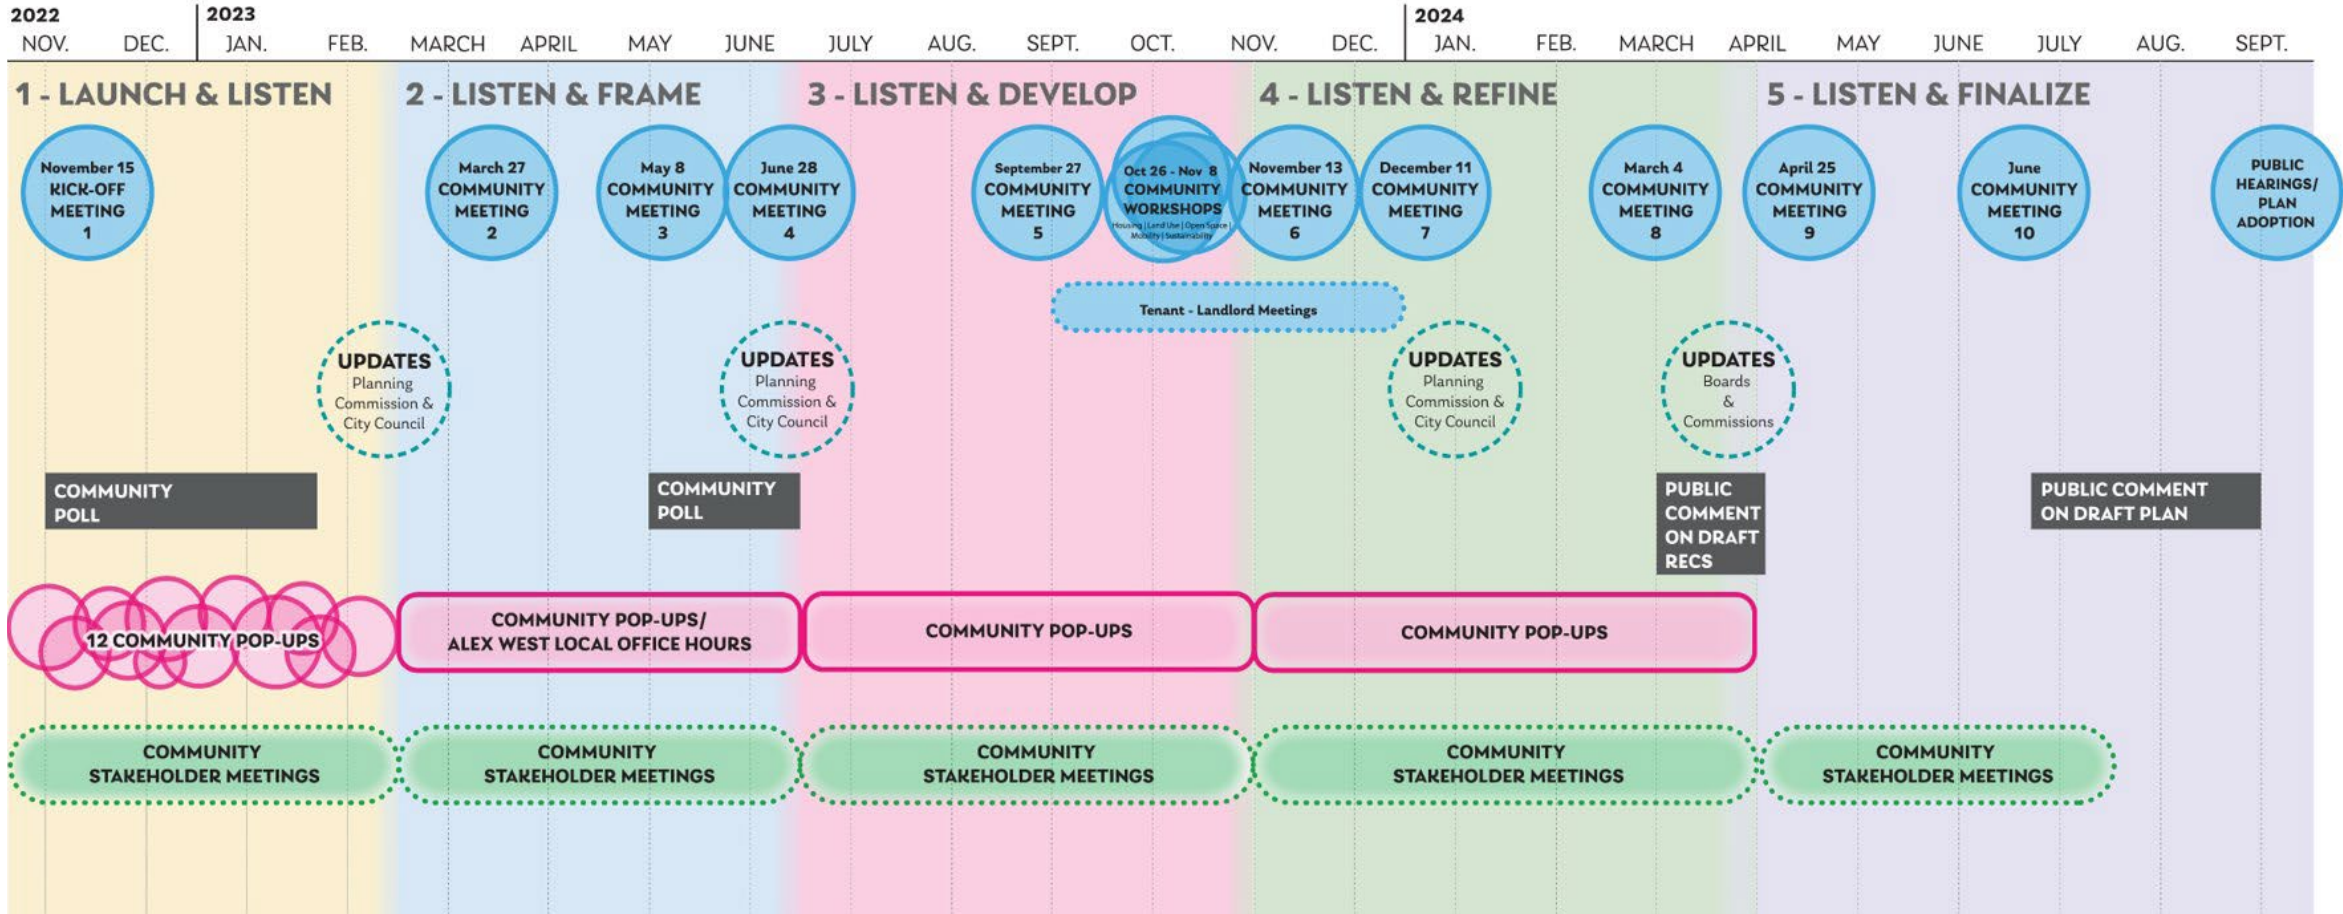 2022
2023
2024
NOV. DEC. JAN. FEB. MARCH APRIL MAY JUNE JULY AUG. SEPT. OCT. NOV. DEC. JAN. FEB. MARCH APRIL MAY JUNE JULY AUG. SEPT.
1 - LAUNCH & LISTEN
2 - LISTEN & FRAME
3 - LISTEN & DEVELOP
4 - LISTEN & REFINE
5 - LISTEN & FINALIZE
November 15
KICK-OFF
MEETING
1
March 27
COMMUNITY
MEETING
2
May 8
COMMUNITY
MEETING
3
June 28
COMMUNITY
MEETING
4
September 27
COMMUNITY
MEETING
5
Oct 26 - Nov 8
COMMUNITY
WORKSHOPS
Housing | Land Use | Open Space |
Mobility | Sustainability
November 13
COMMUNITY
MEETING
6
December 11
COMMUNITY
MEETING
7
March 4
COMMUNITY
MEETING
8
April 25
COMMUNITY
MEETING
9
June
COMMUNITY
MEETING
10
PUBLIC
HEARINGS/
PLAN
ADOPTION
Tenant - Landlord Meetings
UPDATES
Planning
Commission &
City Council
UPDATES
Planning
Commission &
City Council
UPDATES
Planning
Commission &
City Council
UPDATES
Boards
&
Commissions
COMMUNITY
POLL
COMMUNITY
POLL
PUBLIC
COMMENT
ON DRAFT
RECS
PUBLIC COMMENT
ON DRAFT PLAN
12 COMMUNITY POP-UPS
COMMUNITY POP-UPS/
ALEX WEST LOCAL OFFICE HOURS
COMMUNITY POP-UPS
COMMUNITY POP-UPS
COMMUNITY
STAKEHOLDER MEETINGS
COMMUNITY
STAKEHOLDER MEETINGS
COMMUNITY
STAKEHOLDER MEETINGS
COMMUNITY
STAKEHOLDER MEETINGS
COMMUNITY
STAKEHOLDER MEETINGS